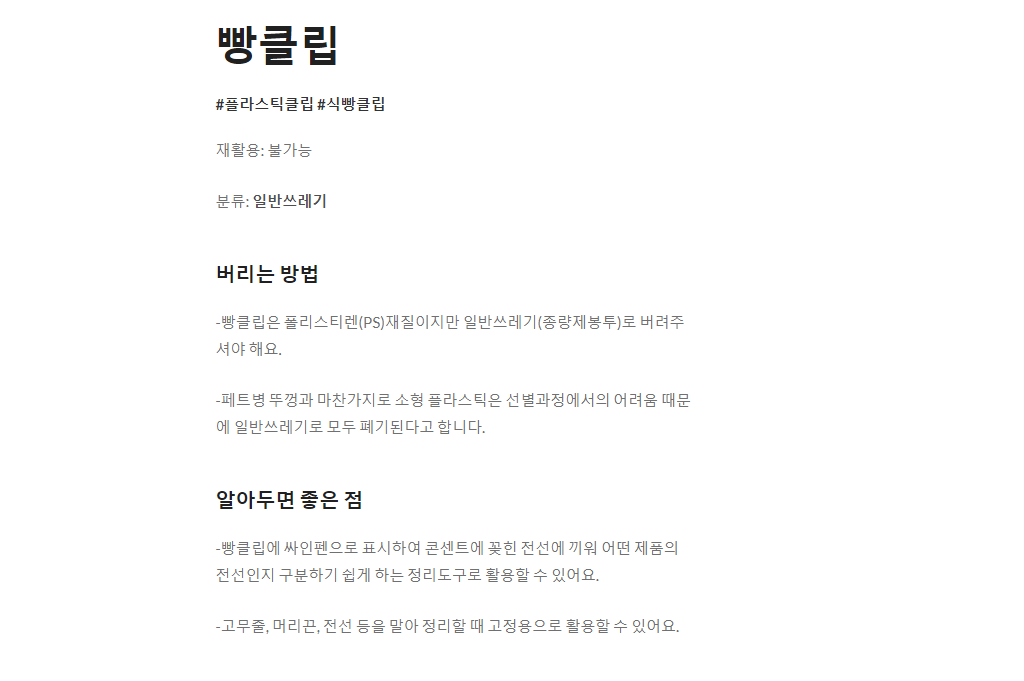 빵클립
#플라스틱클립 #식빵클립
재활용: 불가능
분류: 일반쓰레기
버리는 방법
-빵클립은 폴리스티렌(PS)재질이지만 일반쓰레기(종량제봉투)로 버려주
셔야 해요.
-페트병 뚜껑과 마찬가지로 소형 플라스틱은 선별과정에서의 어려움 때문
에 일반쓰레기로 모두 폐기된다고 합니다.
알아두면 좋은 점
-빵클립에 싸인펜으로 표시하여 콘센트에 꽂힌 전선에 끼워 어떤 제품의
전선인지 구분하기 쉽게 하는 정리도구로 활용할 수 있어요.
-고무줄, 머리끈, 전선 등을 말아 정리할 때 고정용으로 활용할 수 있어요.